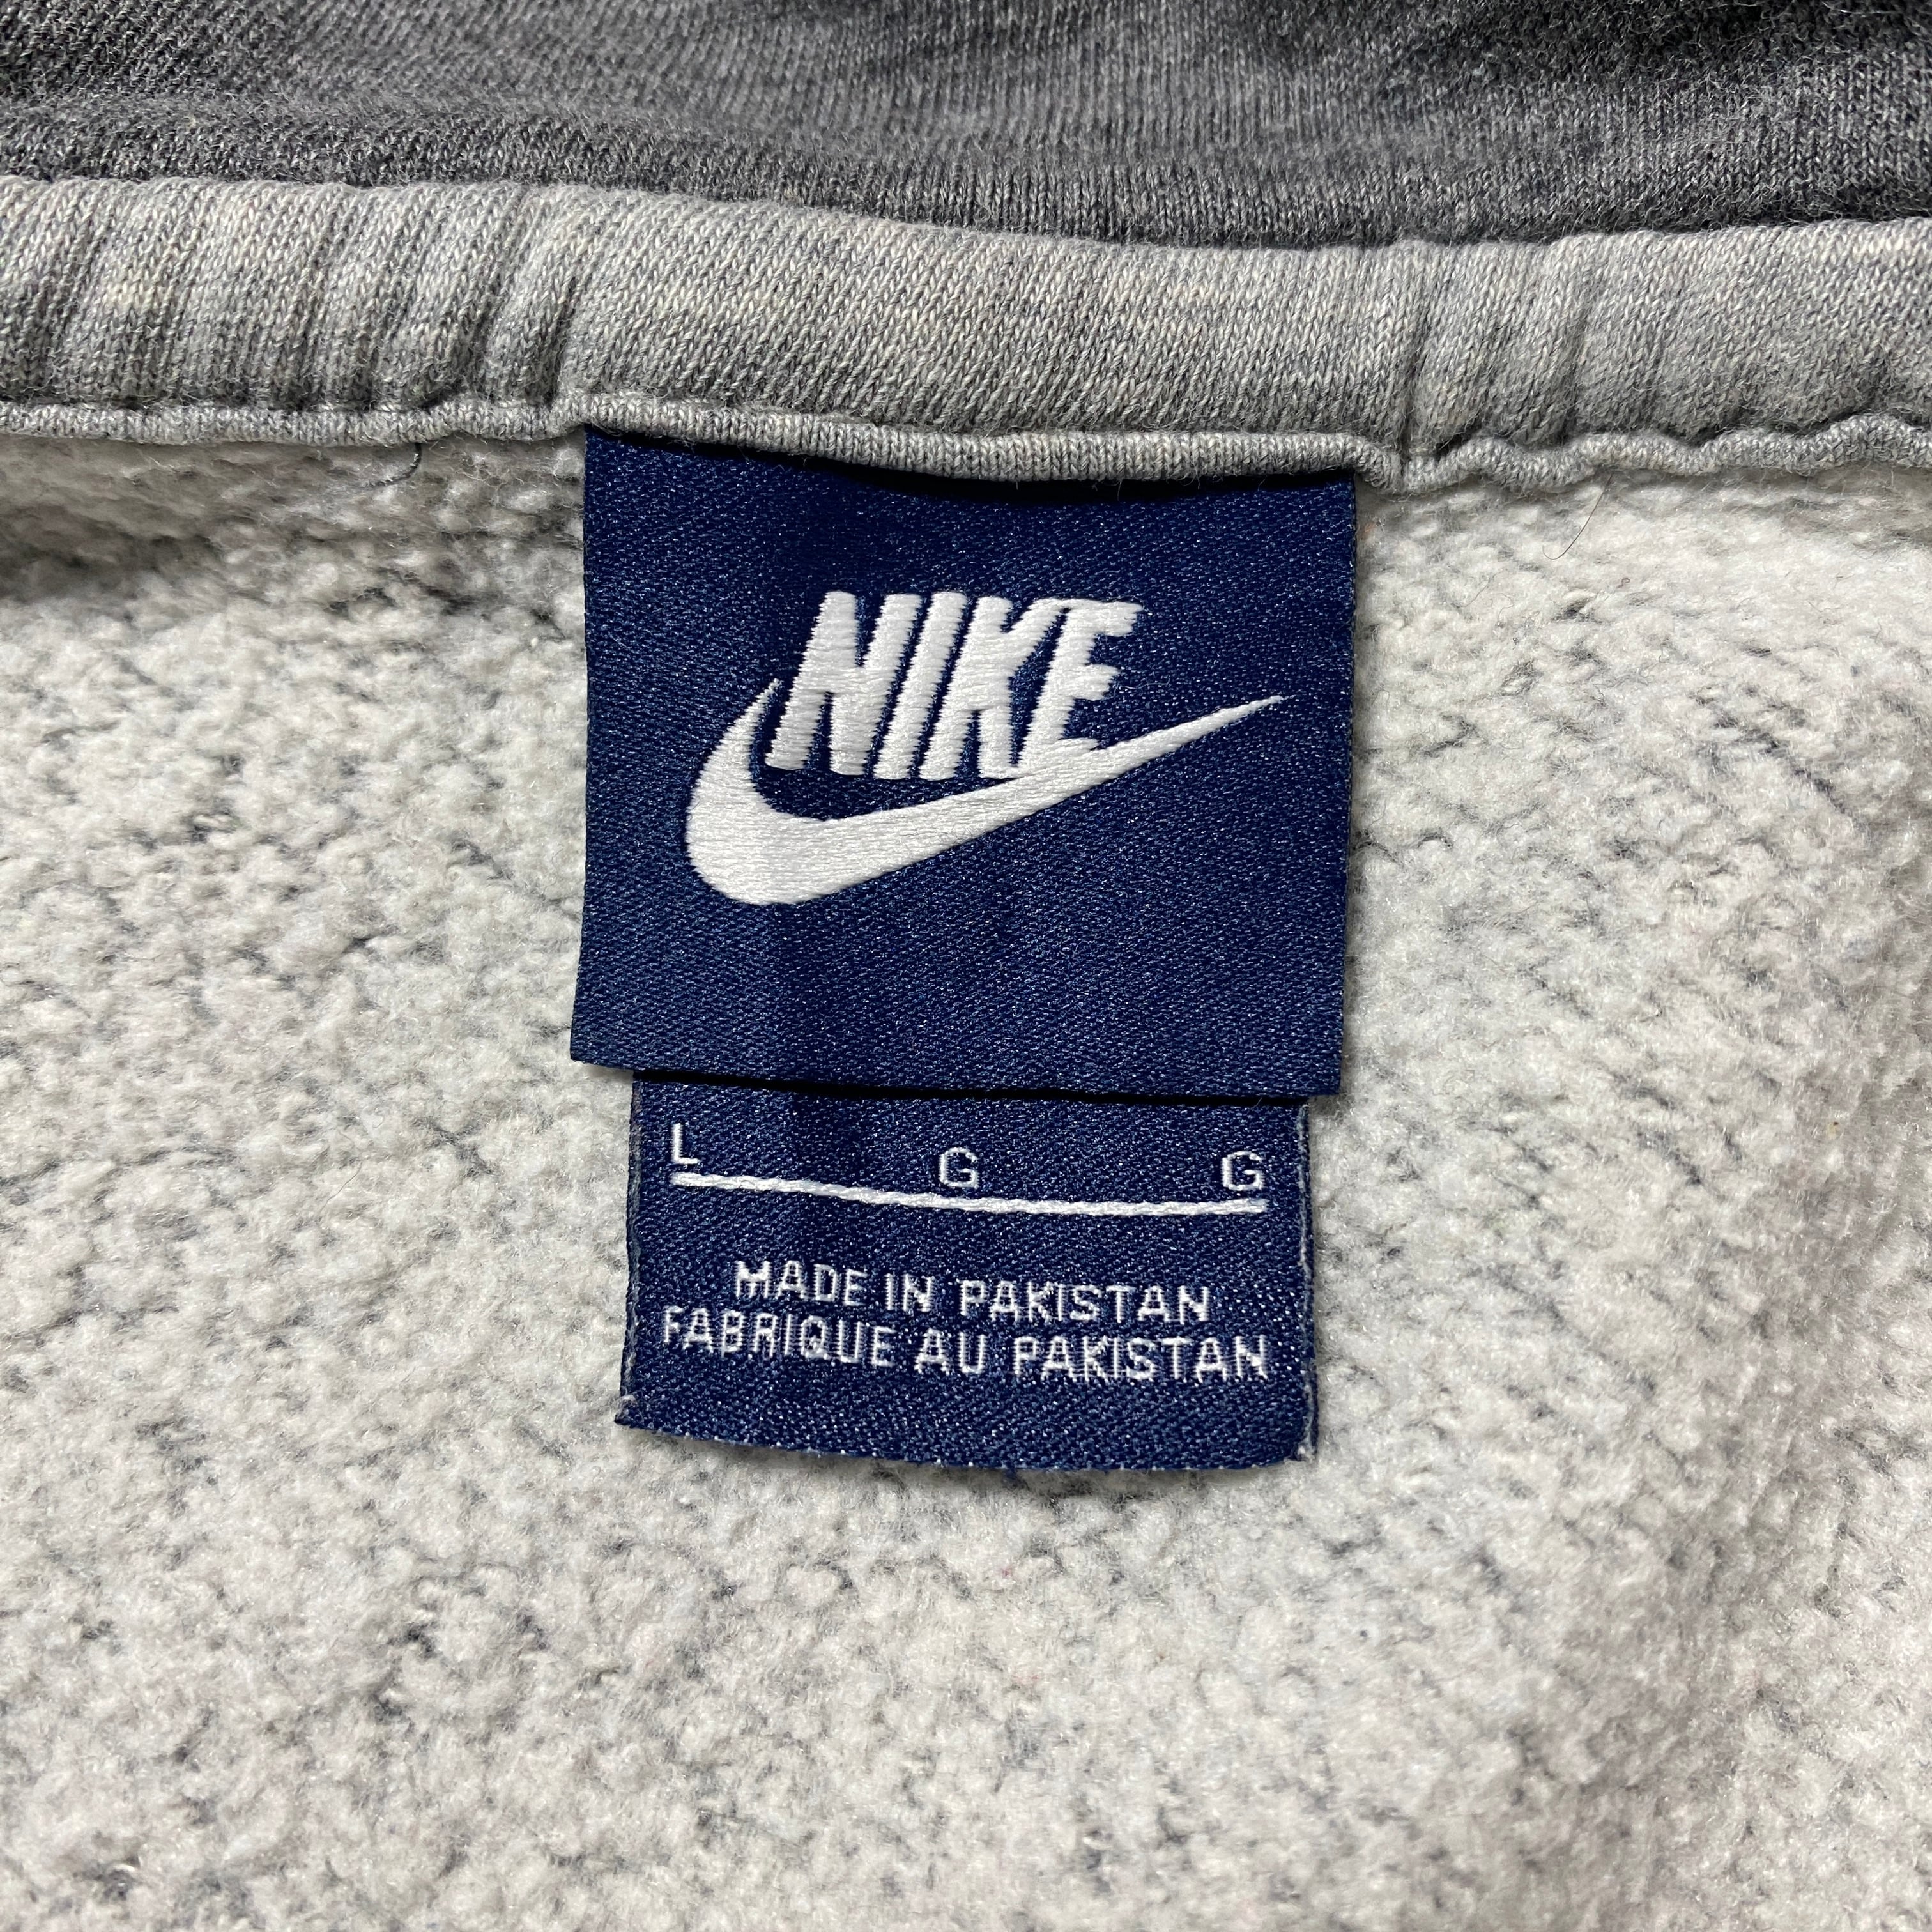 NIKE
L G G
MADE IN PAKISTAN
FABRIQUE AU PAKISTAN